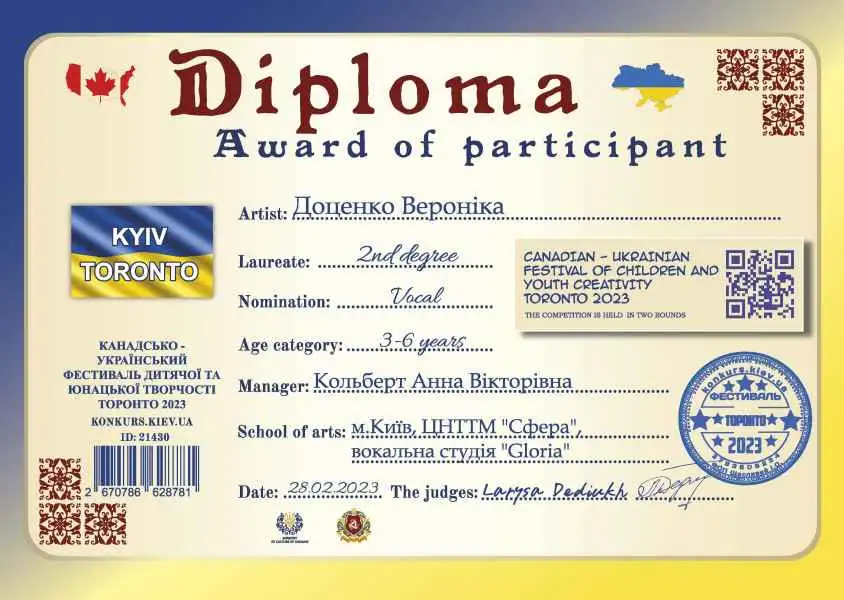 Diploma
Award of participant
Artist: Доценко Вероніка
KYIV
TORONTO
Laureate: 2nd degree
Nomination: Vocal
CANADIAN - UKRAINIAN
FESTIVAL OF CHILDREN AND
YOUTH CREATIVITY
TORONTO 2023
THE COMPETITION IS HELD IN TWO ROUNDS
Age category: 3-6 years
КАНАДСЬКО -
УКРАЇНСЬКИЙ
ФЕСТИВАЛЬ ДИТЯЧОЇ ТА
ЮНАЦЬКОЇ ТВОРЧОСТІ
ТОРОНТО 2023
KONKURS.KIEV.UA
ID: 21430
2 670786 628781
Manager: Кольберт Анна Вікторівна
School of arts: м.Київ, ЦНТТМ "Сфера",
вокальна студія "Gloria"
konkurs.kiev.ua
ФЕСТИВАЛЬ
ТОРОНТО
2023
Date: 28.02.2023 The judges: Larysa Dediukh